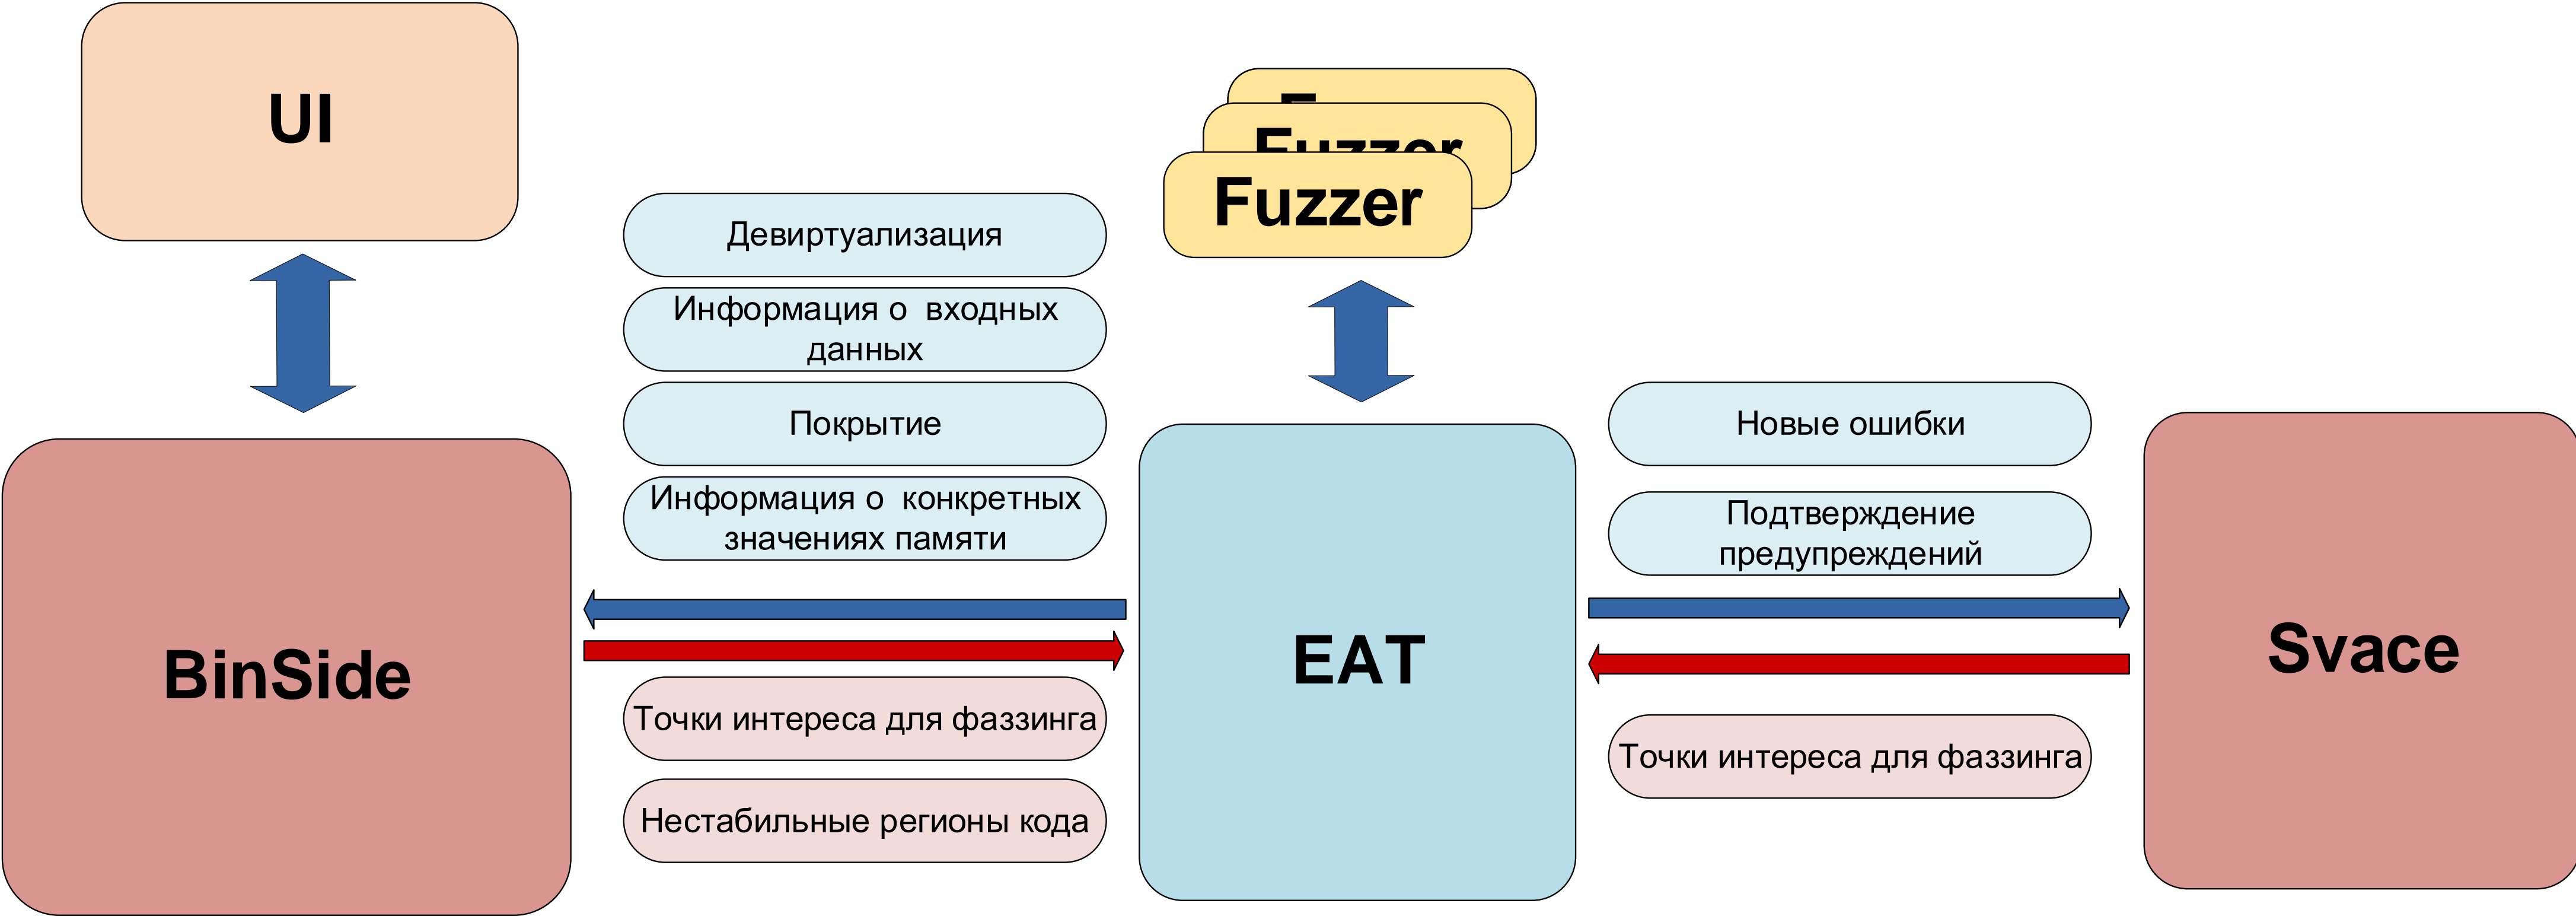 UI
Fuzzer
Fuzzer
Девиртуализация
Информация о  входных
данных
Покрытие
Информация о  конкретных
значениях памяти
Новые ошибки
Подтверждение
предупреждений
BinSide
EAT
Svace
Точки интереса для фаззинга
Нестабильные регионы кода
Точки интереса для фаззинга